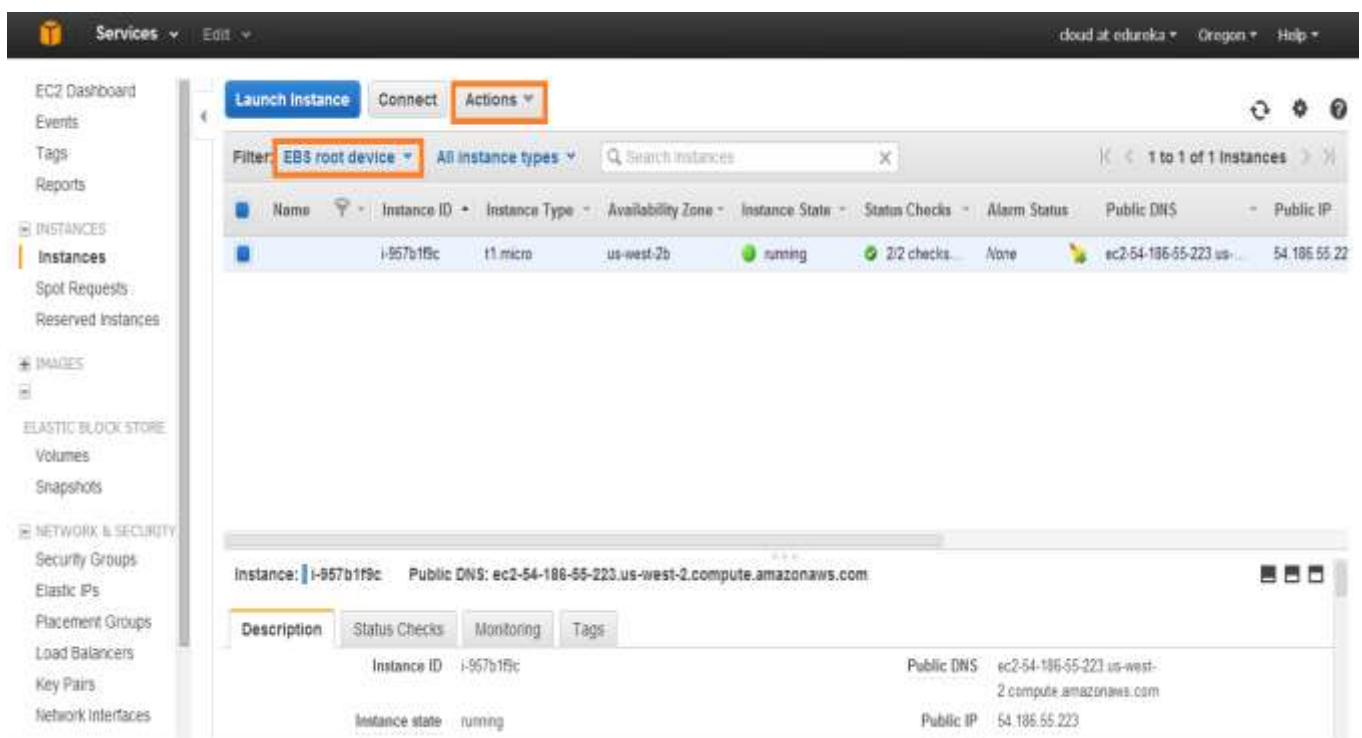 Services Edit cloud at edureka Oregon Help
EC2 Dashboard
Events
Tags
Reports
INSTANCES
Instances
Spot Requests
Reserved Instances
IMAGES
ELASTIC BLOCK STORE
Volumes
Snapshots
NETWORK & SECURITY
Security Groups
Elastic IPs
Placement Groups
Load Balancers
Key Pairs
Network Interfaces
Launch Instance Connect Actions
Filter: EBS root device All instance types Search Instances 1 to 1 of 1 Instances
Name Instance ID Instance Type Availability Zone Instance State Status Checks Alarm Status Public DNS Public IP
i-957b1f9c t1.micro us-west-2b running 2/2 checks... None ec2-54-186-55-223.us-... 54.186.55.22
Instance: i-957b1f9c Public DNS: ec2-54-186-55-223.us-west-2.compute.amazonaws.com
Description Status Checks Monitoring Tags
Instance ID i-957b1f9c Public DNS ec2-54-186-55-223.us-west-
2.compute.amazonaws.com
Instance state running Public IP 54.186.55.223